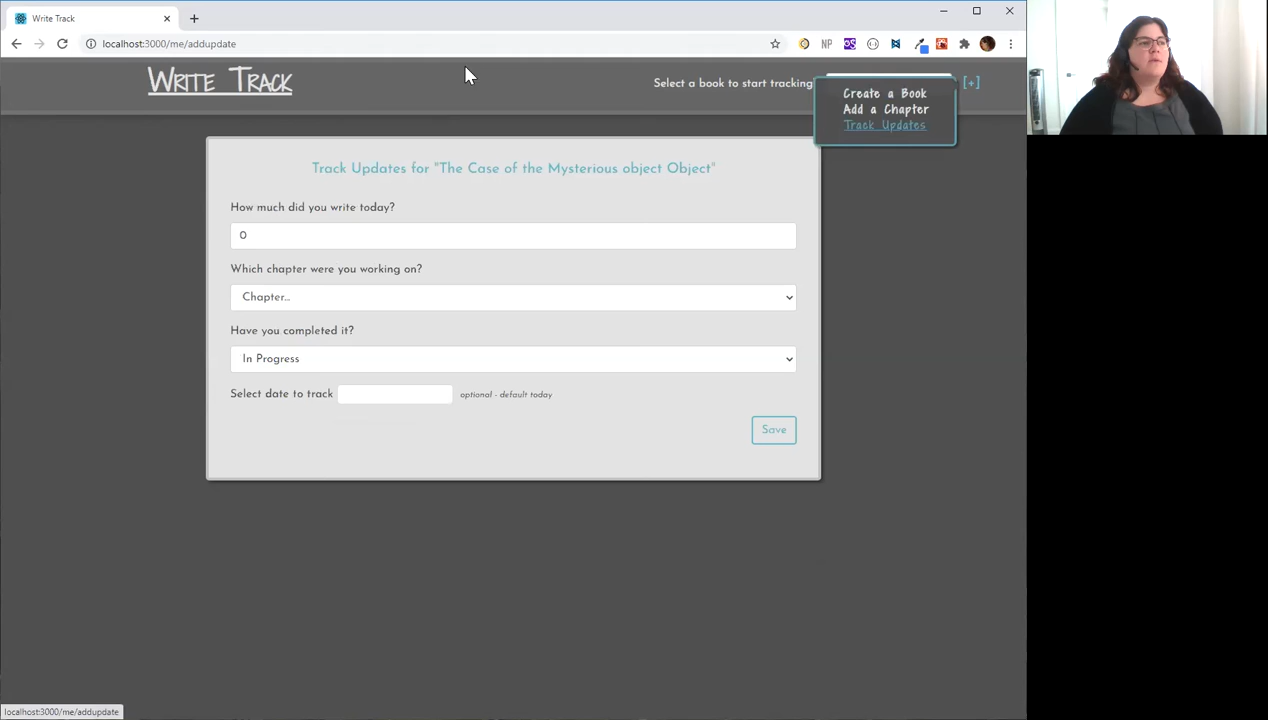 Write Track
localhost:3000/me/addupdate
NP
Write Track
Select a book to start tracking
[+]
Create a Book
Add a Chapter
Track Updates
Track Updates for "The Case of the Mysterious object Object"
How much did you write today?
0
Which chapter were you working on?
Chapter...
Have you completed it?
In Progress
Select date to track
optional - default today
Save
localhost:3000/me/addupdate